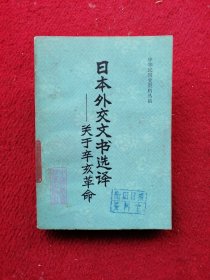 中华民国史资料丛稿
日本外交文书选译
——关于辛亥革命